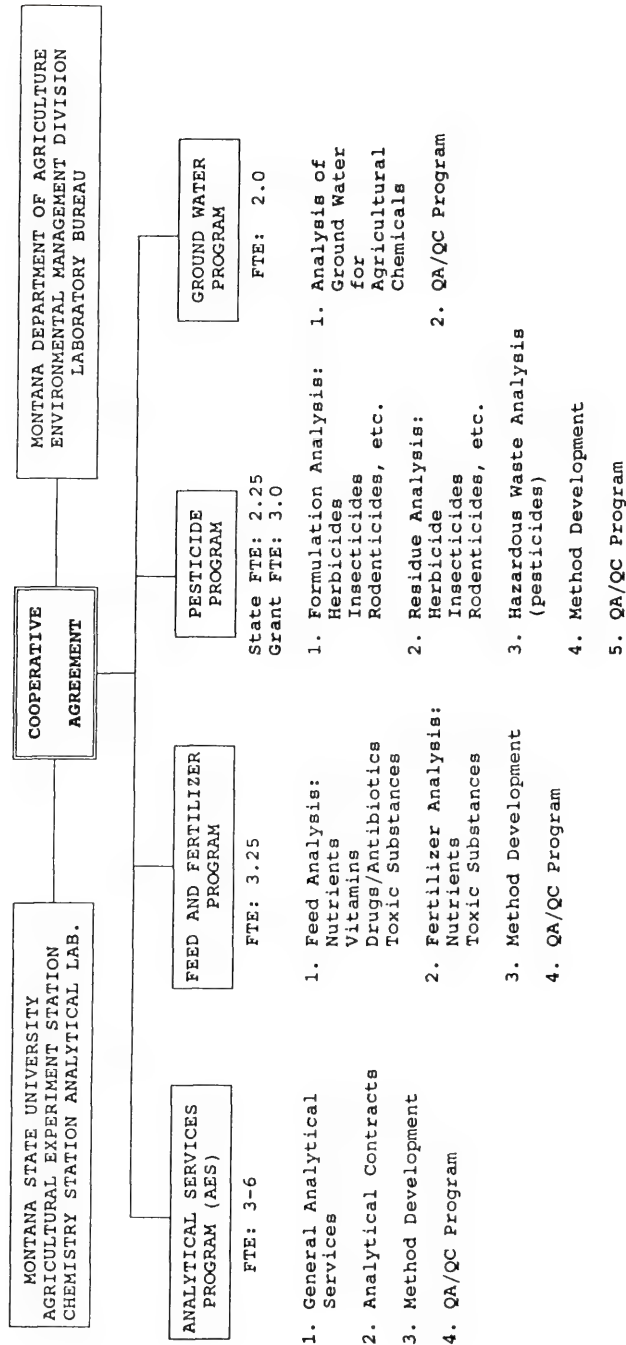 MONTANA STATE UNIVERSITY
AGRICULTURAL EXPERIMENT STATION
CHEMISTRY STATION ANALYTICAL LAB.
COOPERATIVE
AGREEMENT
MONTANA DEPARTMENT OF AGRICULTURE
ENVIRONMENTAL MANAGEMENT DIVISION
LABORATORY BUREAU
ANALYTICAL SERVICES
PROGRAM (AES)
FTE: 3-6
1. General Analytical
Services
2. Analytical Contracts
3. Method Development
4. QA/QC Program
FEED AND FERTILIZER
PROGRAM
FTE: 3.25
1. Feed Analysis:
Nutrients
Vitamins
Drugs/Antibiotics
Toxic Substances
2. Fertilizer Analysis:
Nutrients
Toxic Substances
3. Method Development
4. QA/QC Program
PESTICIDE
PROGRAM
State FTE: 2.25
Grant FTE: 3.0
1. Formulation Analysis:
Herbicides
Insecticides
Rodenticides, etc.
2. Residue Analysis:
Herbicide
Insecticides
Rodenticides, etc.
3. Hazardous Waste Analysis
(pesticides)
4. Method Development
5. QA/QC Program
GROUND WATER
PROGRAM
FTE: 2.0
1. Analysis of
Ground Water
for
Agricultural
Chemicals
2. QA/QC Program